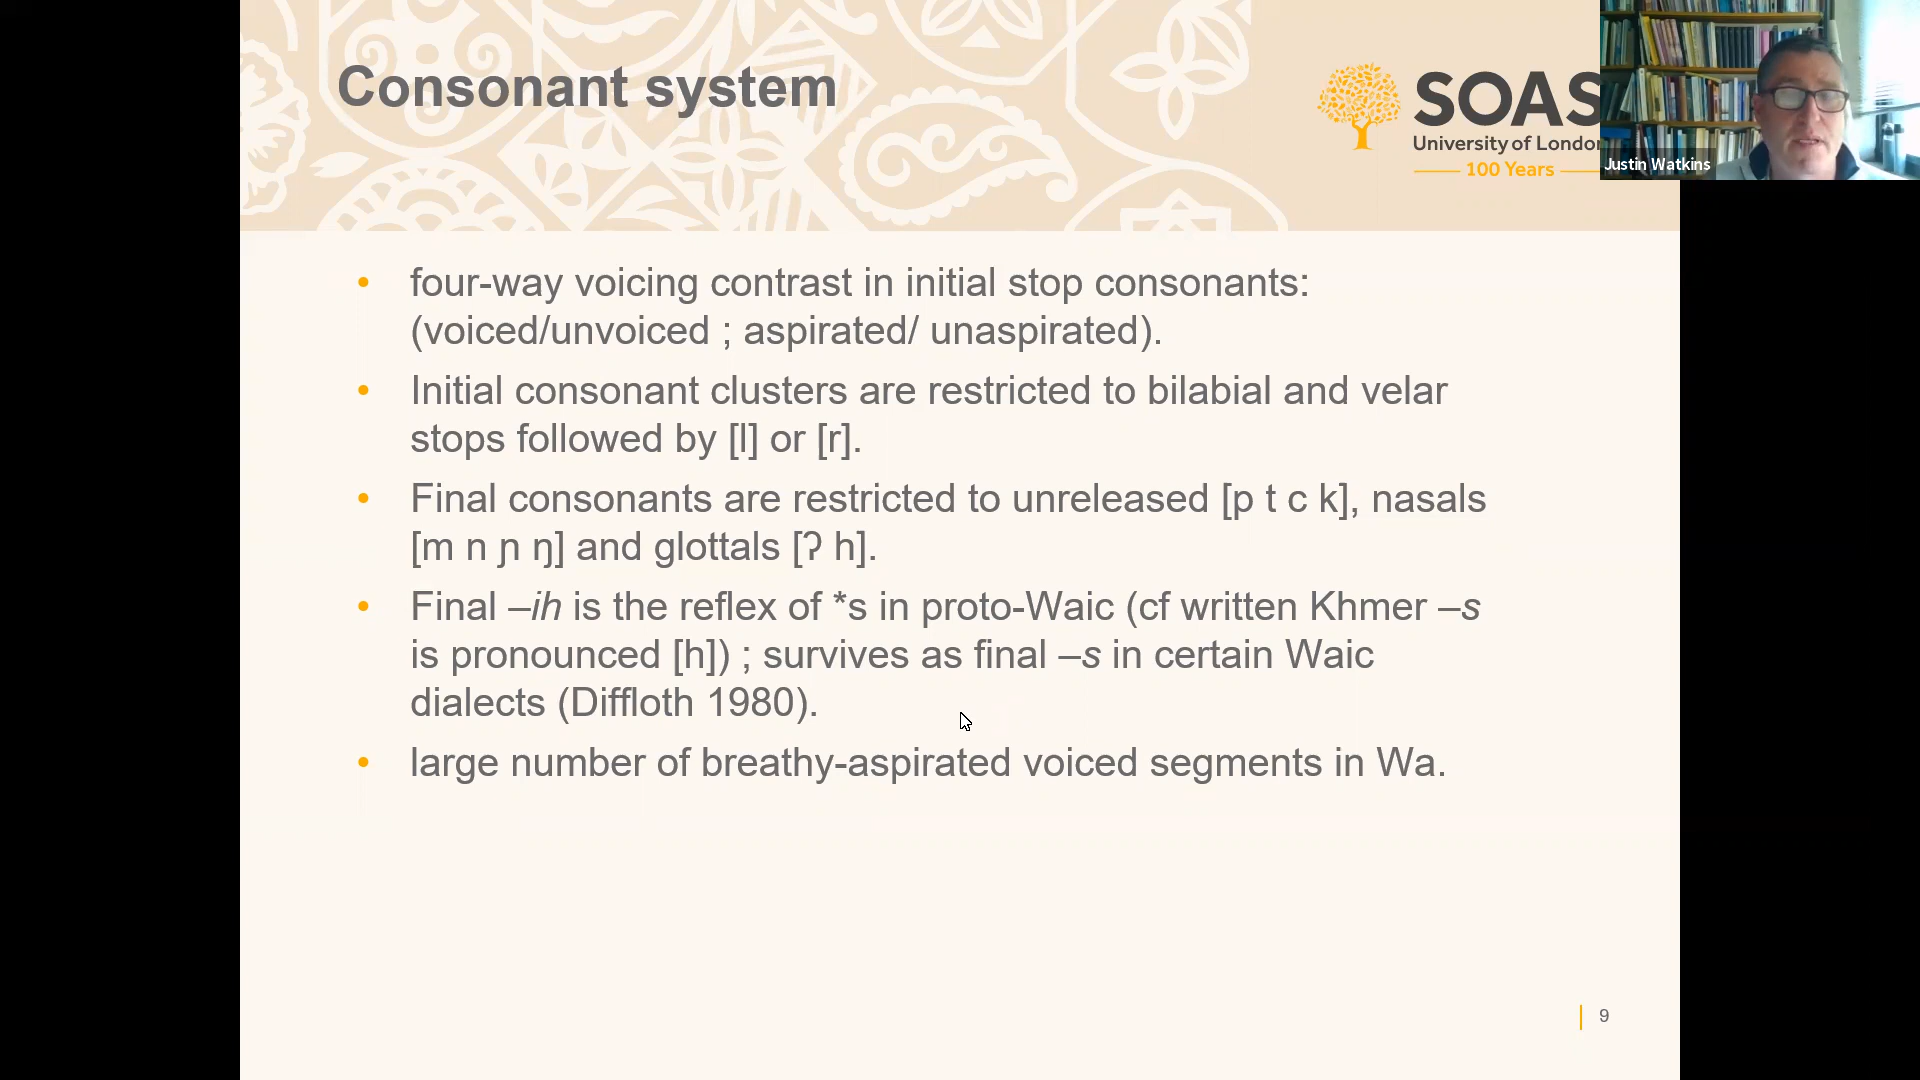 Consonant system
SOAS
University of London
100 Years
Justin Watkins
• four-way voicing contrast in initial stop consonants:
(voiced/unvoiced ; aspirated/ unaspirated).
• Initial consonant clusters are restricted to bilabial and velar
stops followed by [l] or [r].
• Final consonants are restricted to unreleased [p t c k], nasals
[m n ɲ ŋ] and glottals [ʔ h].
• Final –ih is the reflex of *s in proto-Waic (cf written Khmer –s
is pronounced [h]) ; survives as final –s in certain Waic
dialects (Diffloth 1980).
• large number of breathy-aspirated voiced segments in Wa.
9